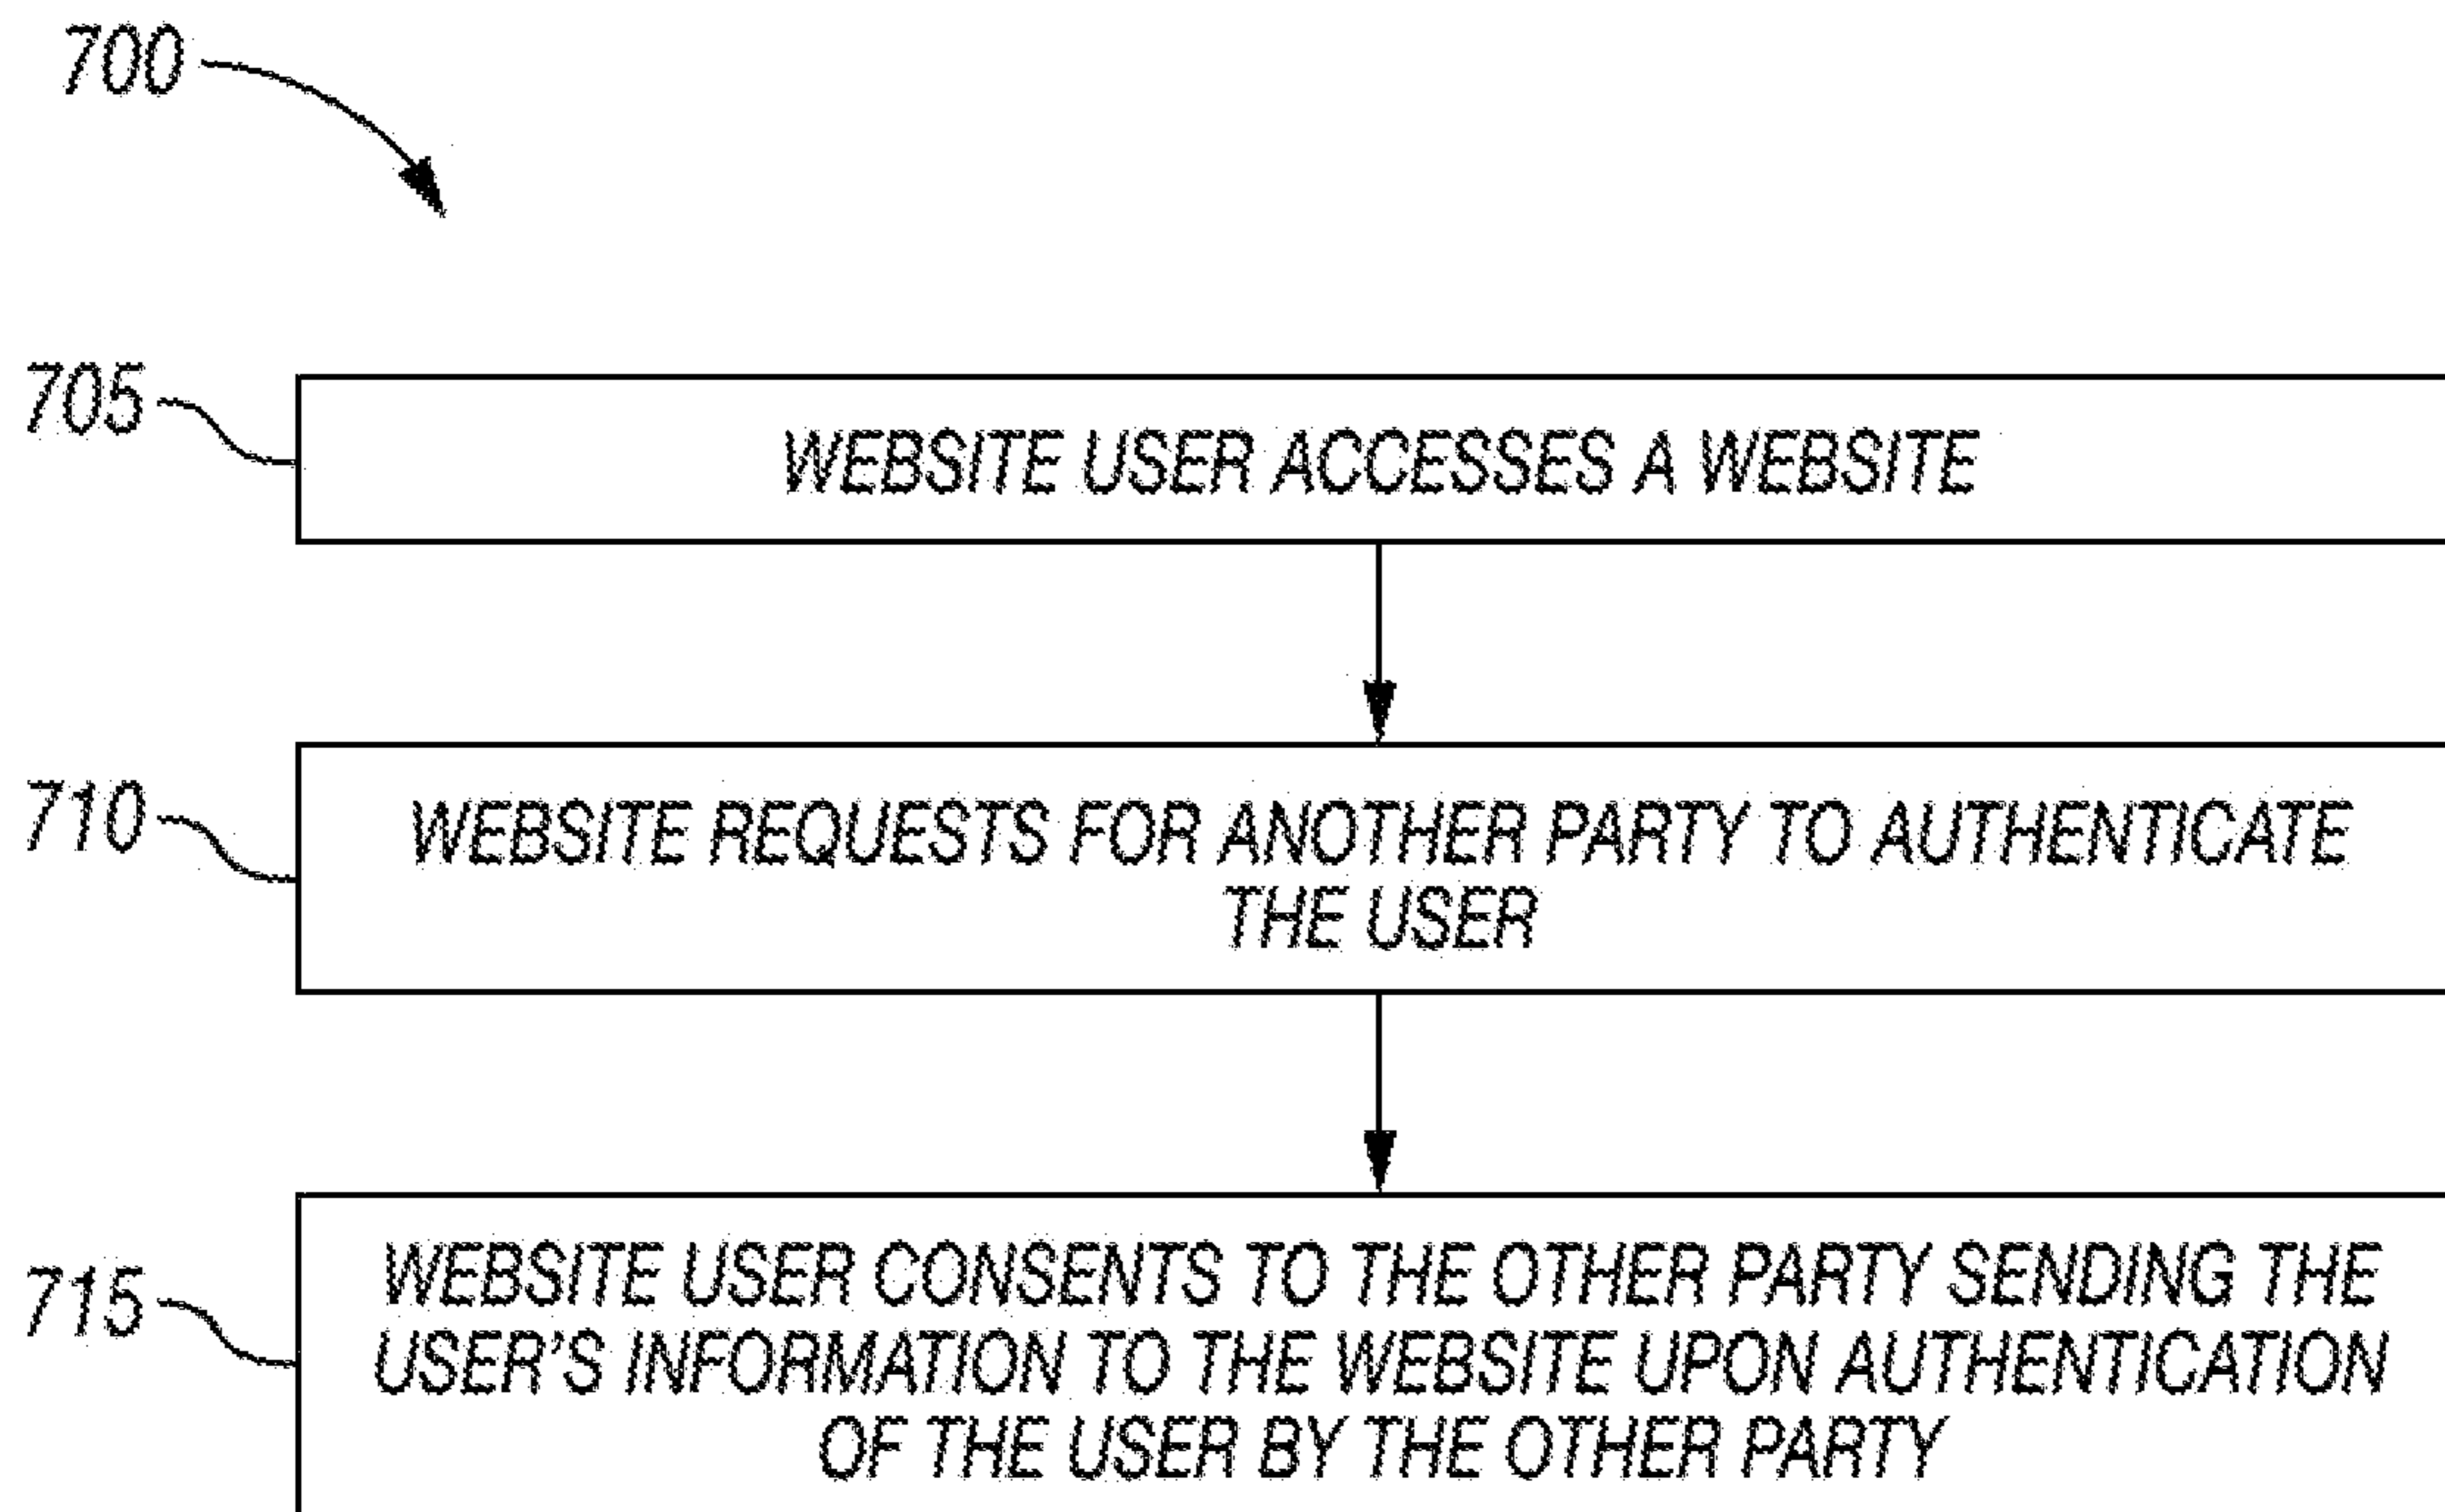 700
705
WEBSITE USER ACCESSES A WEBSITE
710
WEBSITE REQUESTS FOR ANOTHER PARTY TO AUTHENTICATE
THE USER
715
WEBSITE USER CONSENTS TO THE OTHER PARTY SENDING THE
USER'S INFORMATION TO THE WEBSITE UPON AUTHENTICATION
OF THE USER BY THE OTHER PARTY